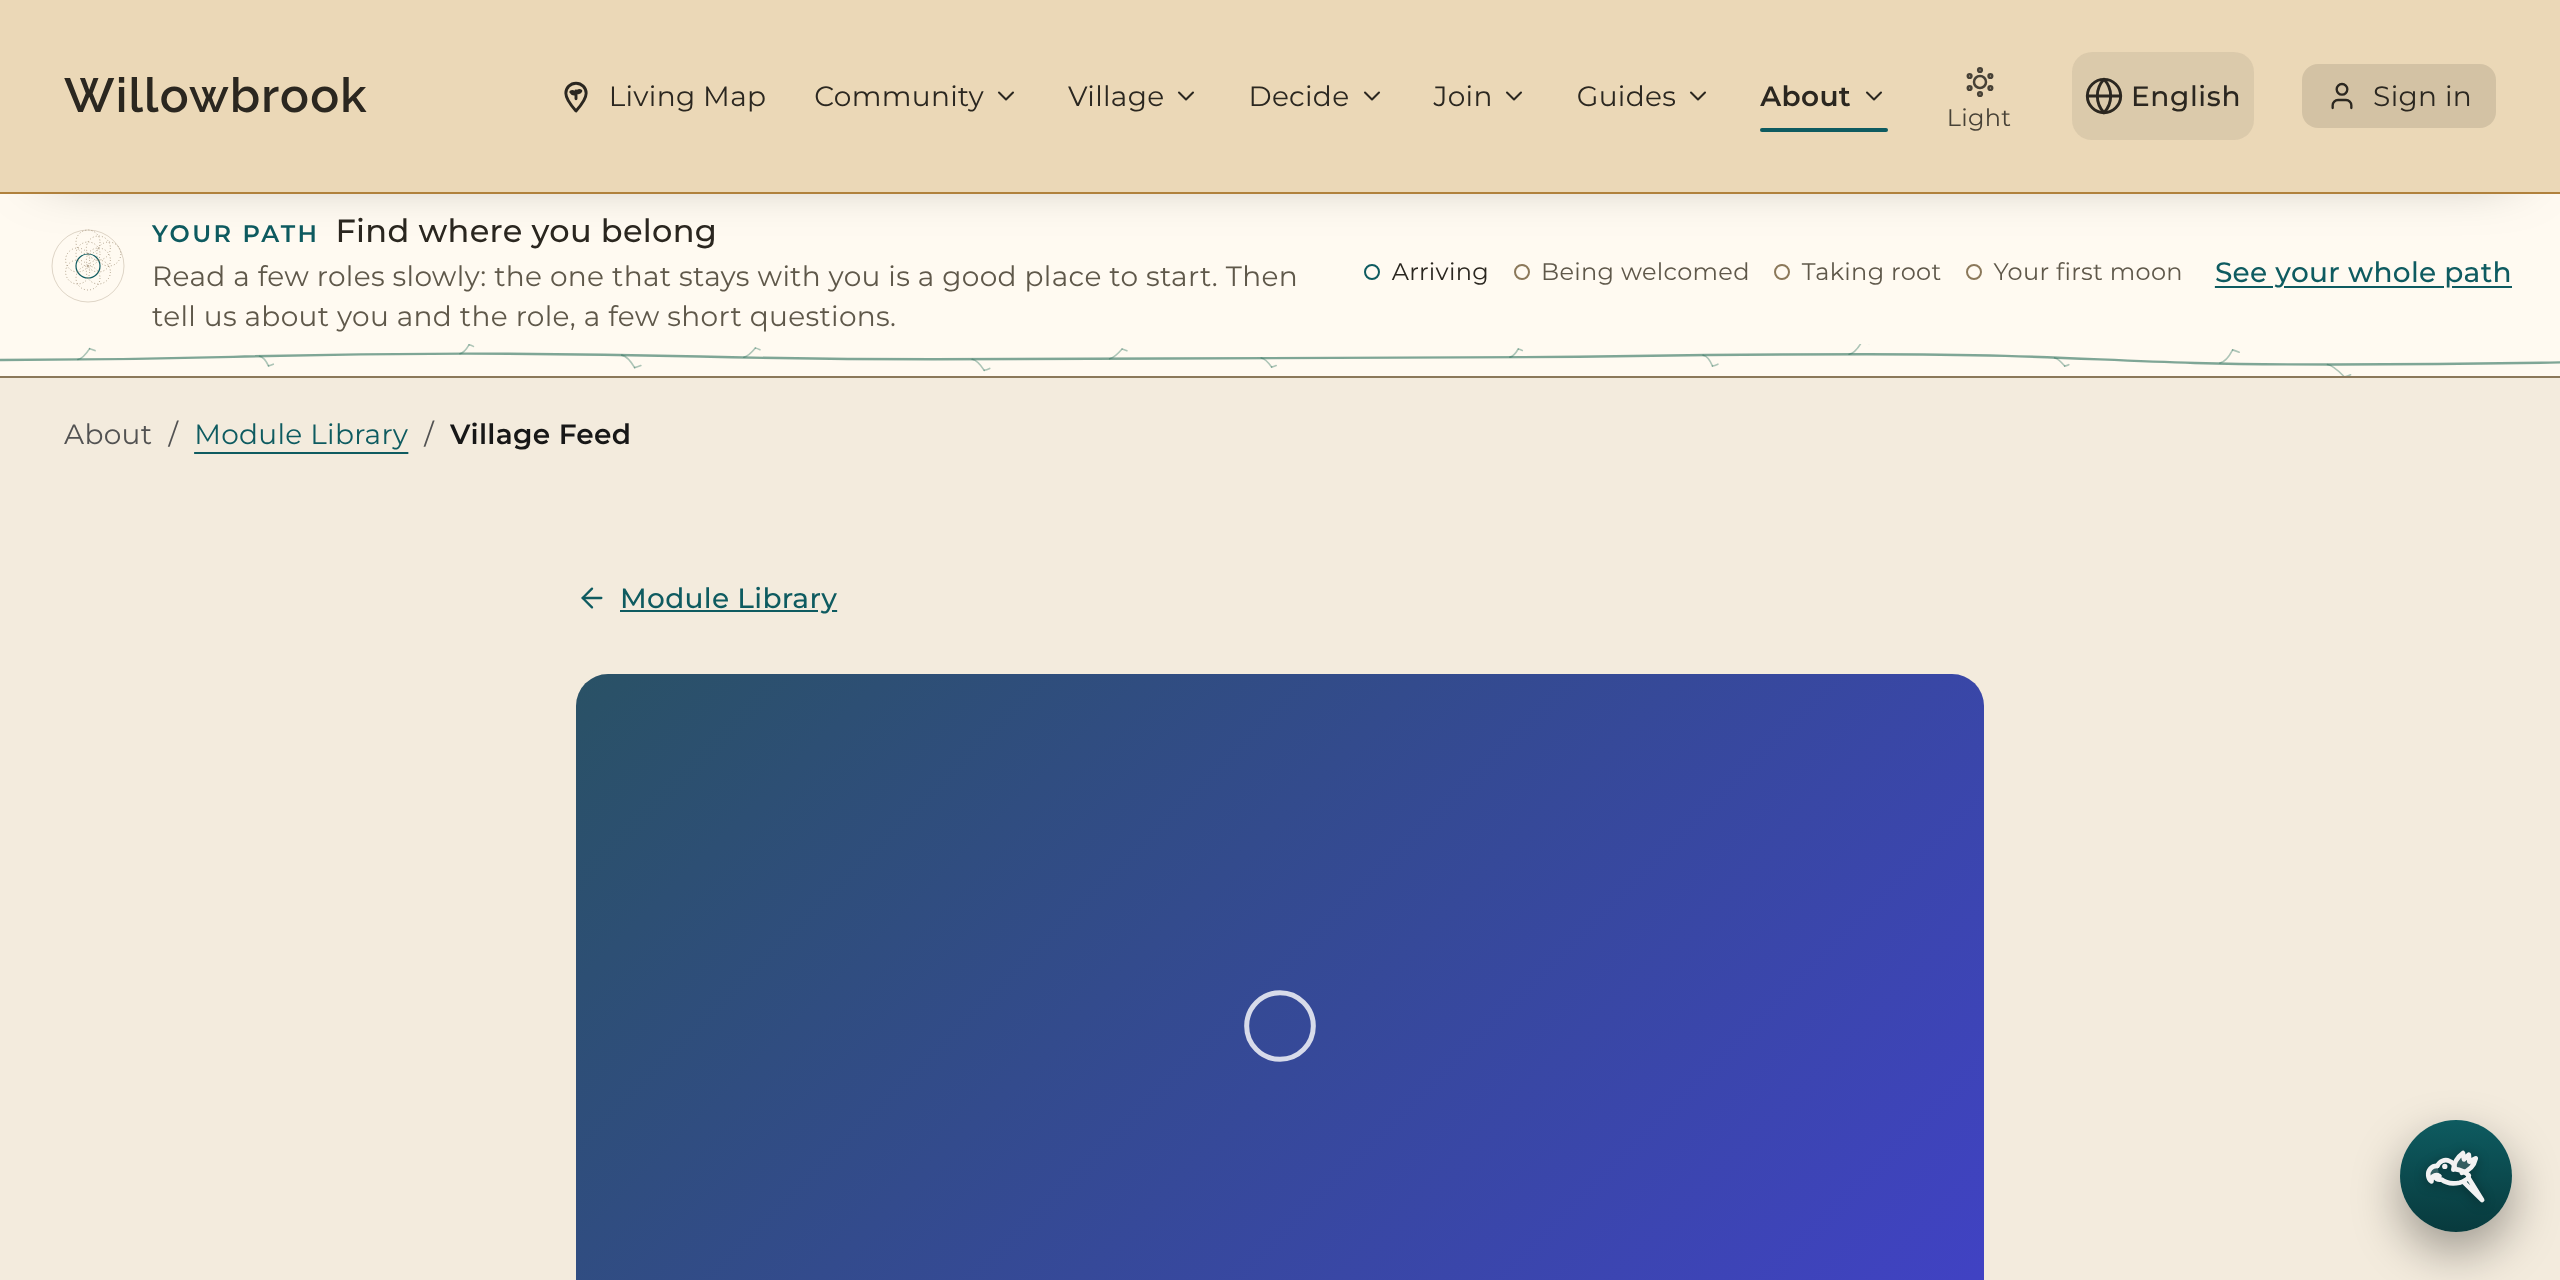 Willowbrook
Living Map
Community
Village
Decide
Join
Guides
About
Light
English
Sign in
YOUR PATH Find where you belong
Read a few roles slowly: the one that stays with you is a good place to start. Then
tell us about you and the role, a few short questions.
Arriving
Being welcomed
Taking root
Your first moon
See your whole path
About / Module Library / Village Feed
Module Library